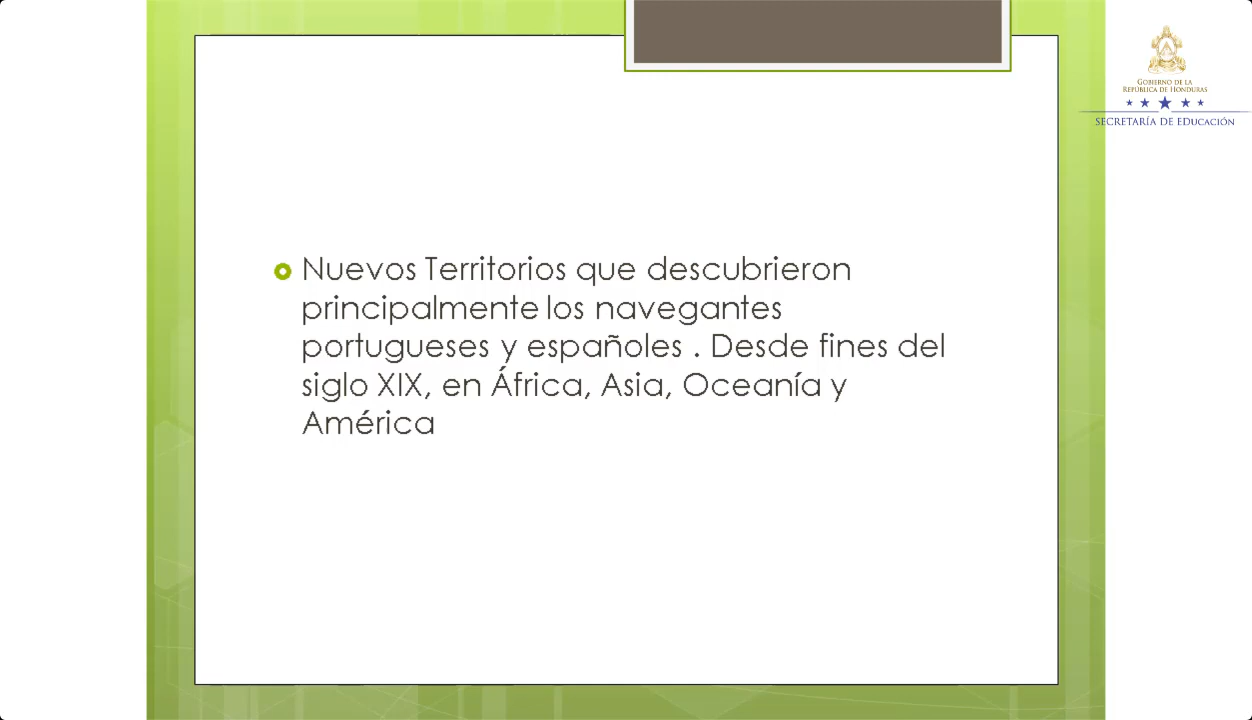 GOBIERNO DE LA
REPÚBLICA DE HONDURAS
SECRETARÍA DE EDUCACIÓN
Nuevos Territorios que descubrieron
principalmente los navegantes
portugueses y españoles . Desde fines del
siglo XIX, en África, Asia, Oceanía y
América